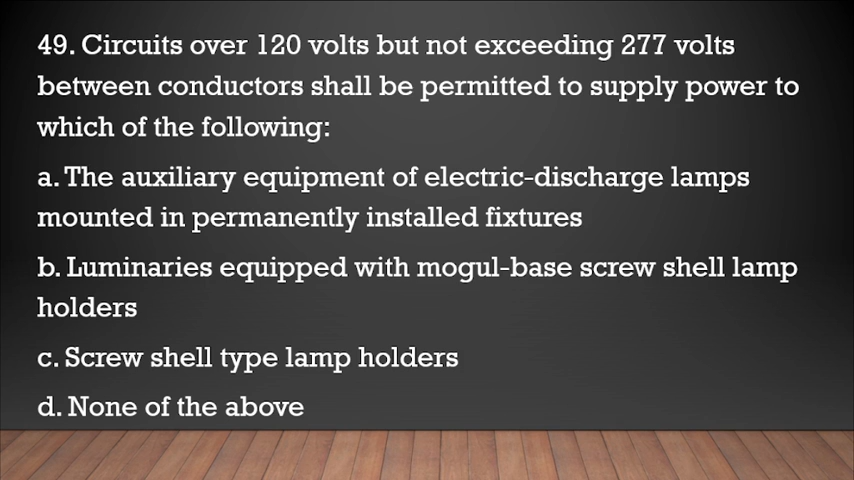 49. Circuits over 120 volts but not exceeding 277 volts
between conductors shall be permitted to supply power to
which of the following:
a. The auxiliary equipment of electric-discharge lamps
mounted in permanently installed fixtures
b. Luminaries equipped with mogul-base screw shell lamp
holders
c. Screw shell type lamp holders
d. None of the above